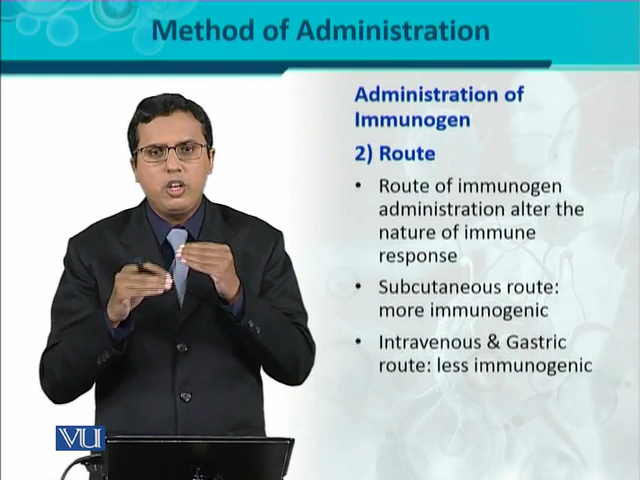 Method of Administration
Administration of
Immunogen
2) Route
• Route of immunogen
administration alter the
nature of immune
response
• Subcutaneous route:
more immunogenic
• Intravenous & Gastric
route: less immunogenic
VU